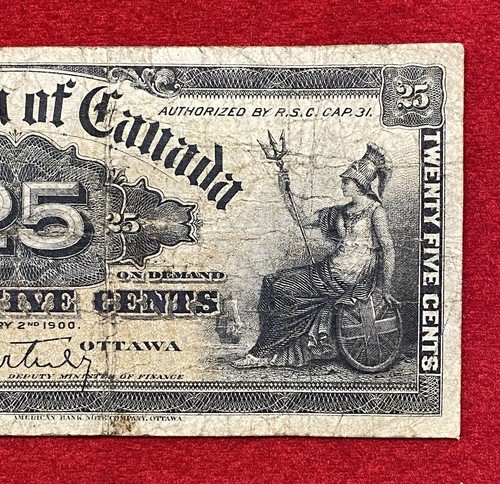 of Canada
25
AUTHORIZED BY R.S.C. CAP. 31.
25
25
TWENTY FIVE CENTS
ON DEMAND
FIVE CENTS
RY 2ND 1900.
OTTAWA
DEPUTY MINISTER OF FINANCE
AMERICAN BANK NOTE COMPANY, OTTAWA.